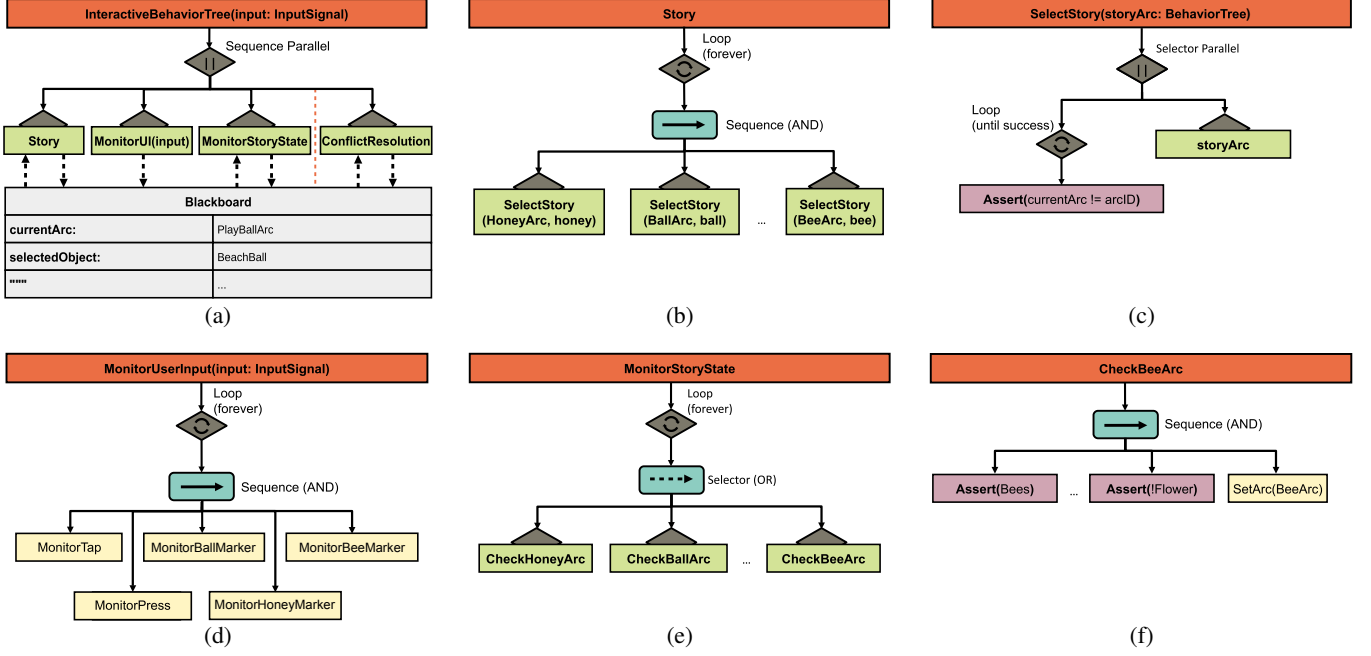 InteractiveBehaviorTree(input: InputSignal)
Sequence Parallel
||
Story
MonitorUI(input)
MonitorStoryState
ConflictResolution
Blackboard
currentArc:
PlayBallArc
selectedObject:
BeachBall
"""
...
(a)
Story
Loop
(forever)
Sequence (AND)
SelectStory
(HoneyArc, honey)
SelectStory
(BallArc, ball)
...
SelectStory
(BeeArc, bee)
(b)
SelectStory(storyArc: BehaviorTree)
Selector Parallel
||
Loop
(until success)
storyArc
Assert(currentArc != arcID)
(c)
MonitorUserInput(input: InputSignal)
Loop
(forever)
Sequence (AND)
MonitorTap
MonitorBallMarker
MonitorBeeMarker
MonitorPress
MonitorHoneyMarker
(d)
MonitorStoryState
Loop
(forever)
Selector (OR)
CheckHoneyArc
CheckBallArc
...
CheckBeeArc
(e)
CheckBeeArc
Sequence (AND)
Assert(Bees)
...
Assert(!Flower)
SetArc(BeeArc)
(f)